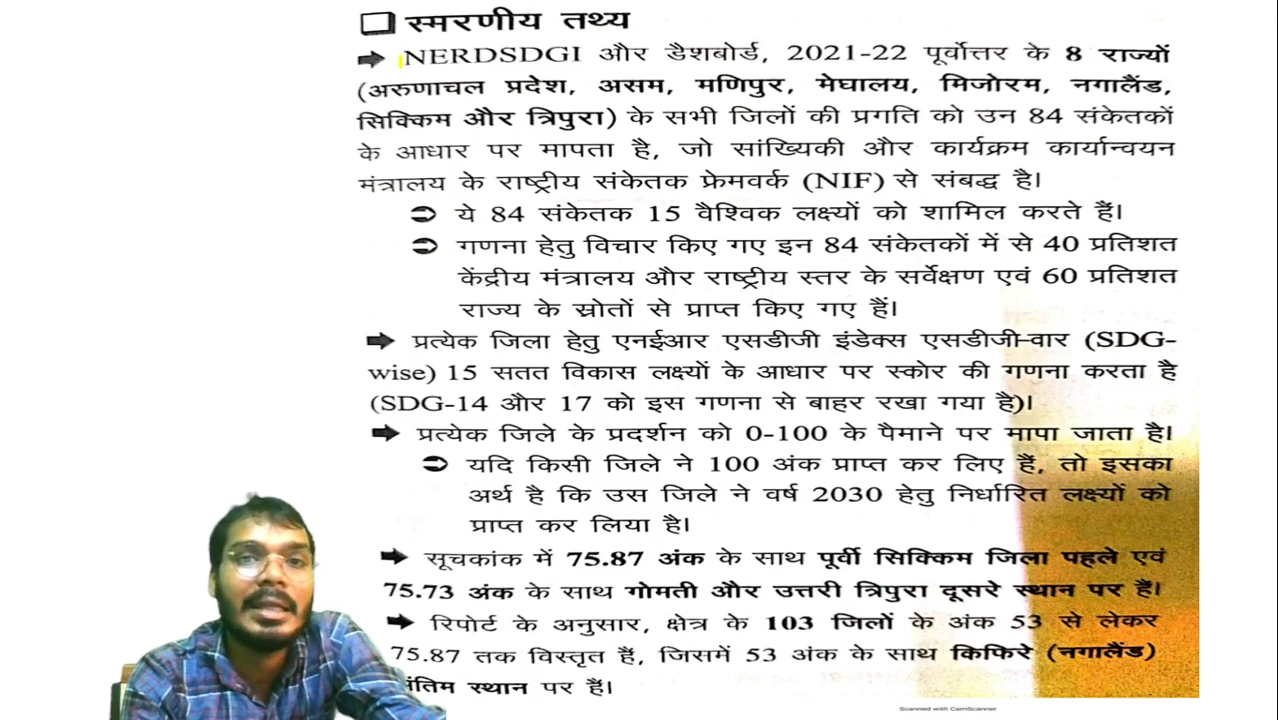 ❑ स्मरणीय तथ्य
➡ NERDSDGI और डैशबोर्ड, 2021-22 पूर्वोत्तर के 8 राज्यों
(अरुणाचल प्रदेश, असम, मणिपुर, मेघालय, मिजोरम, नगालैंड,
सिक्किम और त्रिपुरा) के सभी जिलों की प्रगति को उन 84 संकेतकों
के आधार पर मापता है, जो सांख्यिकी और कार्यक्रम कार्यान्वयन
मंत्रालय के राष्ट्रीय संकेतक फ्रेमवर्क (NIF) से संबद्ध है।
➲ ये 84 संकेतक 15 वैश्विक लक्ष्यों को शामिल करते हैं।
➲ गणना हेतु विचार किए गए इन 84 संकेतकों में से 40 प्रतिशत
केंद्रीय मंत्रालय और राष्ट्रीय स्तर के सर्वेक्षण एवं 60 प्रतिशत
राज्य के स्रोतों से प्राप्त किए गए हैं।
➡ प्रत्येक जिला हेतु एनईआर एसडीजी इंडेक्स एसडीजी-वार (SDG-
wise) 15 सतत विकास लक्ष्यों के आधार पर स्कोर की गणना करता है
(SDG-14 और 17 को इस गणना से बाहर रखा गया है)।
➡ प्रत्येक जिले के प्रदर्शन को 0-100 के पैमाने पर मापा जाता है।
➲ यदि किसी जिले ने 100 अंक प्राप्त कर लिए हैं, तो इसका
अर्थ है कि उस जिले ने वर्ष 2030 हेतु निर्धारित लक्ष्यों को
प्राप्त कर लिया है।
➡ सूचकांक में 75.87 अंक के साथ पूर्वी सिक्किम जिला पहले एवं
75.73 अंक के साथ गोमती और उत्तरी त्रिपुरा दूसरे स्थान पर हैं।
➡ रिपोर्ट के अनुसार, क्षेत्र के 103 जिलों के अंक 53 से लेकर
75.87 तक विस्तृत हैं, जिसमें 53 अंक के साथ किफिरे (नगालैंड)
ंतिम स्थान पर हैं।
Scanned with CamScanner